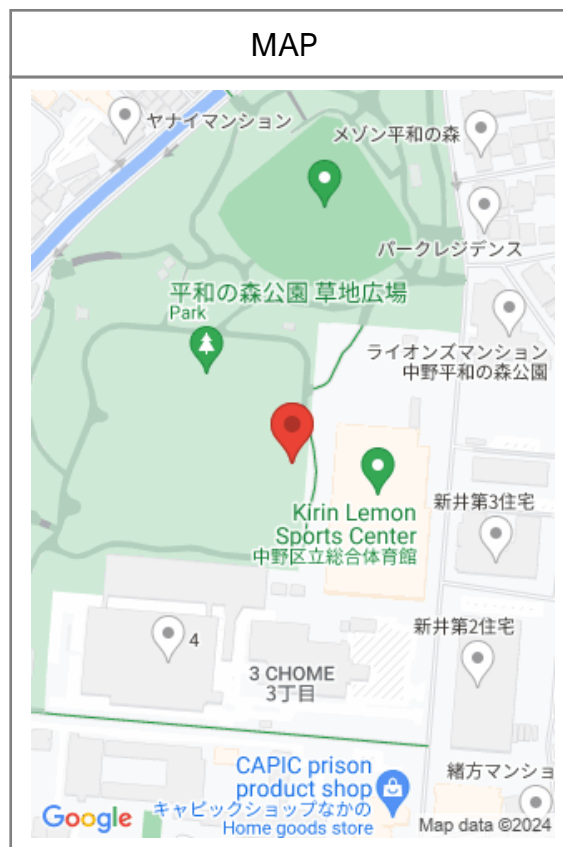 MAP
ヤナイマンション
メゾン平和の森
パークレジデンス
平和の森公園 草地広場
Park
ライオンズマンション
中野平和の森公園
Kirin Lemon
Sports Center
中野区立総合体育館
新井第3住宅
新井第2住宅
4
3 CHOME
3丁目
CAPIC prison
product shop
キャピックショップなかの
Home goods store
緒方マンショ
Google
Map data ©2024